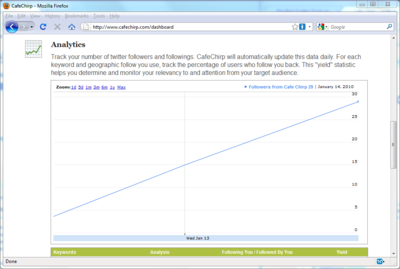 CafeChirp - Mozilla Firefox
File Edit View History Bookmarks Tools Help
http://www.cafechirp.com/dashboard
Google
Analytics
Track your number of twitter followers and followings. CafeChirp will automatically update this data daily. For each
keyword and geographic follow you use, track the percentage of users who follow you back. This "yield" statistic
helps you determine and monitor your relevancy to and attention from your target audience.
Zoom: 1d 5d 1m 3m 6m 1y Max
Followers from Cafe Chirp 28 | January 14, 2010
30
25
20
15
10
5
0
Wed Jan 13
Keywords Analysis Following You / Followed By You Yield
Done